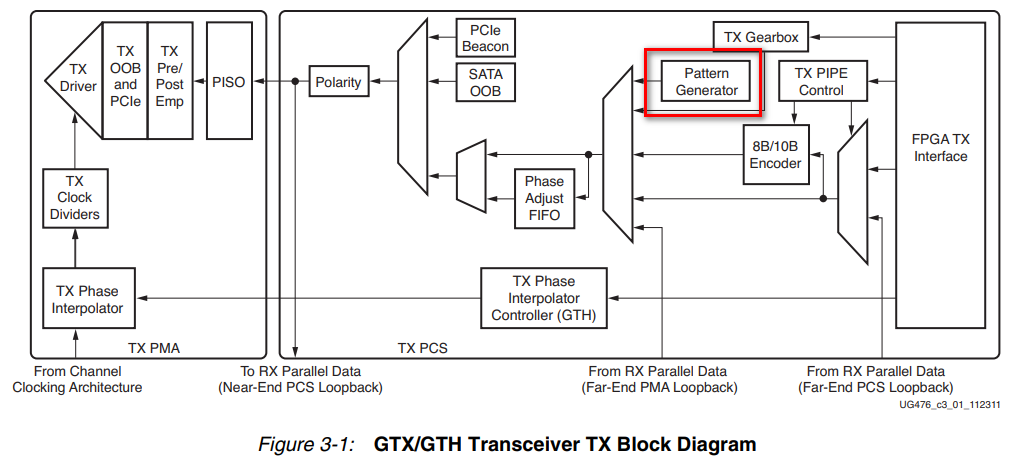 PCIe
Beacon
TX Gearbox
TX
Driver
TX
OOB
and
PCIe
TX
Pre/
Post
Emp
PISO
Polarity
SATA
OOB
Pattern
Generator
TX PIPE
Control
FPGA TX
Interface
8B/10B
Encoder
TX
Clock
Dividers
Phase
Adjust
FIFO
TX Phase
Interpolator
TX Phase
Interpolator
Controller (GTH)
TX PMA
TX PCS
From Channel
Clocking Architecture
To RX Parallel Data
(Near-End PCS Loopback)
From RX Parallel Data
(Far-End PMA Loopback)
From RX Parallel Data
(Far-End PCS Loopback)
UG476_c3_01_112311
Figure 3-1: GTX/GTH Transceiver TX Block Diagram